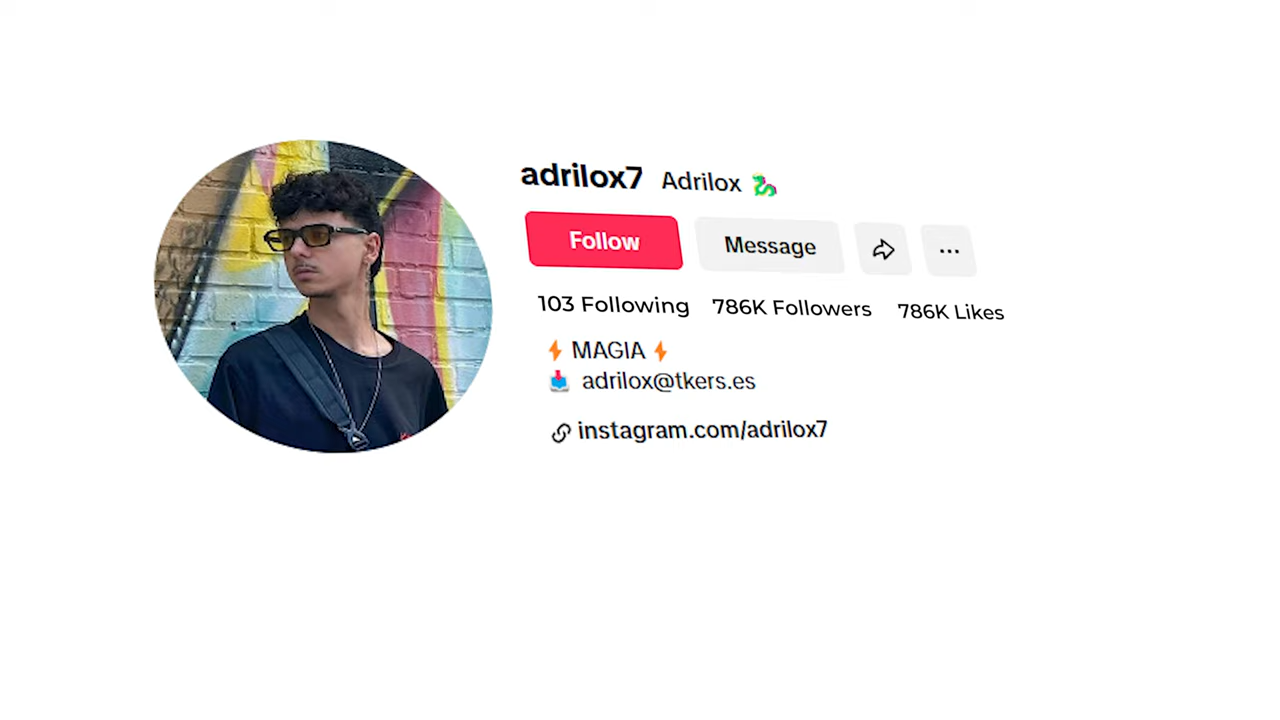 adrilox7 Adrilox 🐉
Follow Message ...
103 Following 786K Followers 786K Likes
⚡ MAGIA ⚡
📥 adrilox@tkers.es
🔗 instagram.com/adrilox7